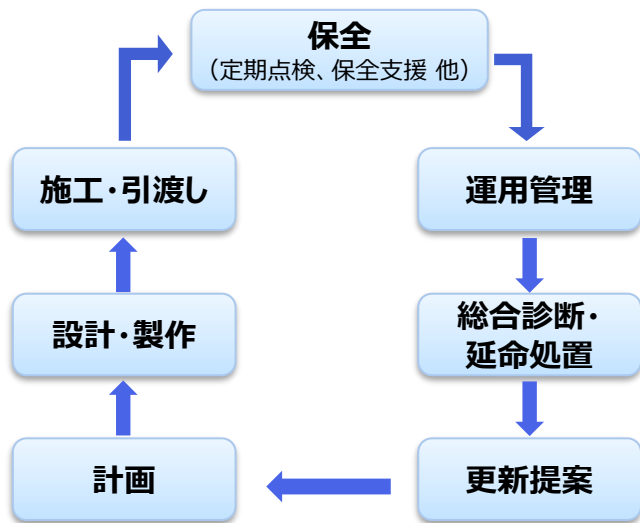 保全
（定期点検、保全支援 他）
施工・引渡し
運用管理
設計・製作
総合診断・
延命処置
計画
更新提案